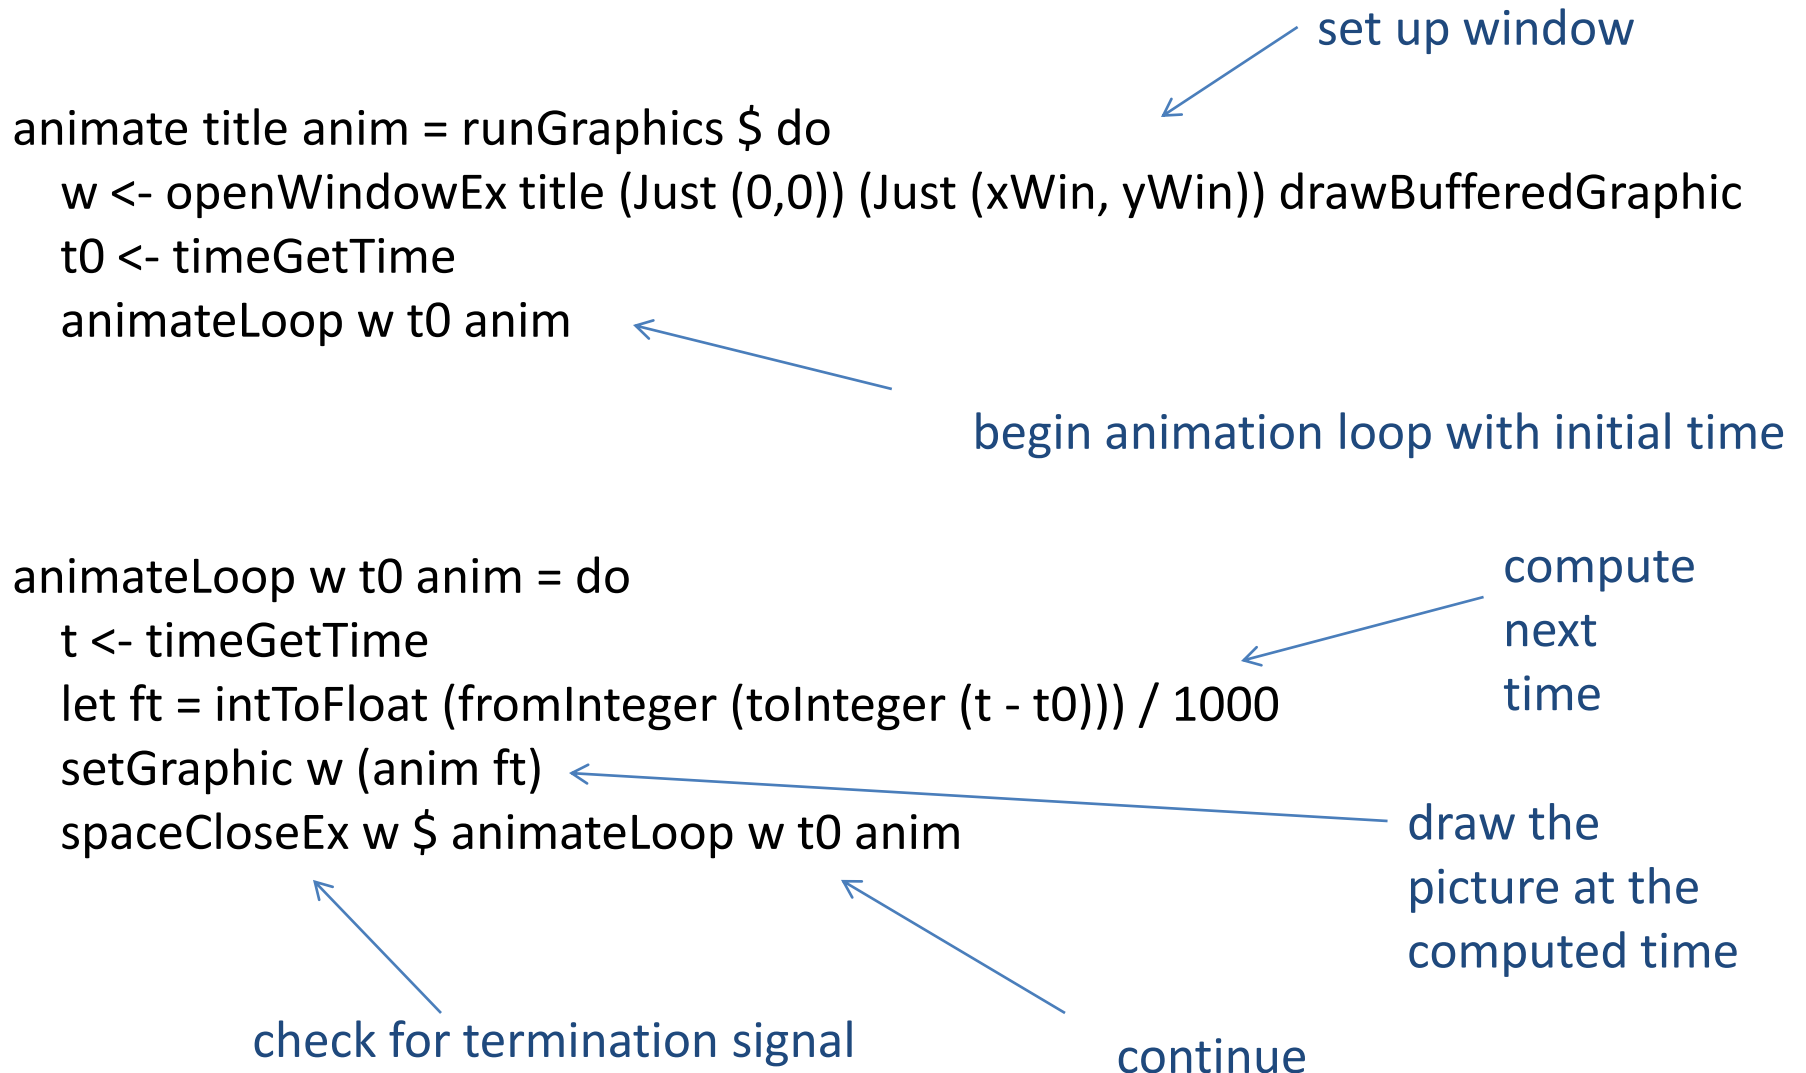 set up window
animate title anim = runGraphics $ do
w <- openWindowEx title (Just (0,0)) (Just (xWin, yWin)) drawBufferedGraphic
t0 <- timeGetTime
animateLoop w t0 anim
begin animation loop with initial time
animateLoop w t0 anim = do
t <- timeGetTime
let ft = intToFloat (fromInteger (toInteger (t - t0))) / 1000
setGraphic w (anim ft)
spaceCloseEx w $ animateLoop w t0 anim
compute
next
time
draw the
picture at the
computed time
check for termination signal
continue